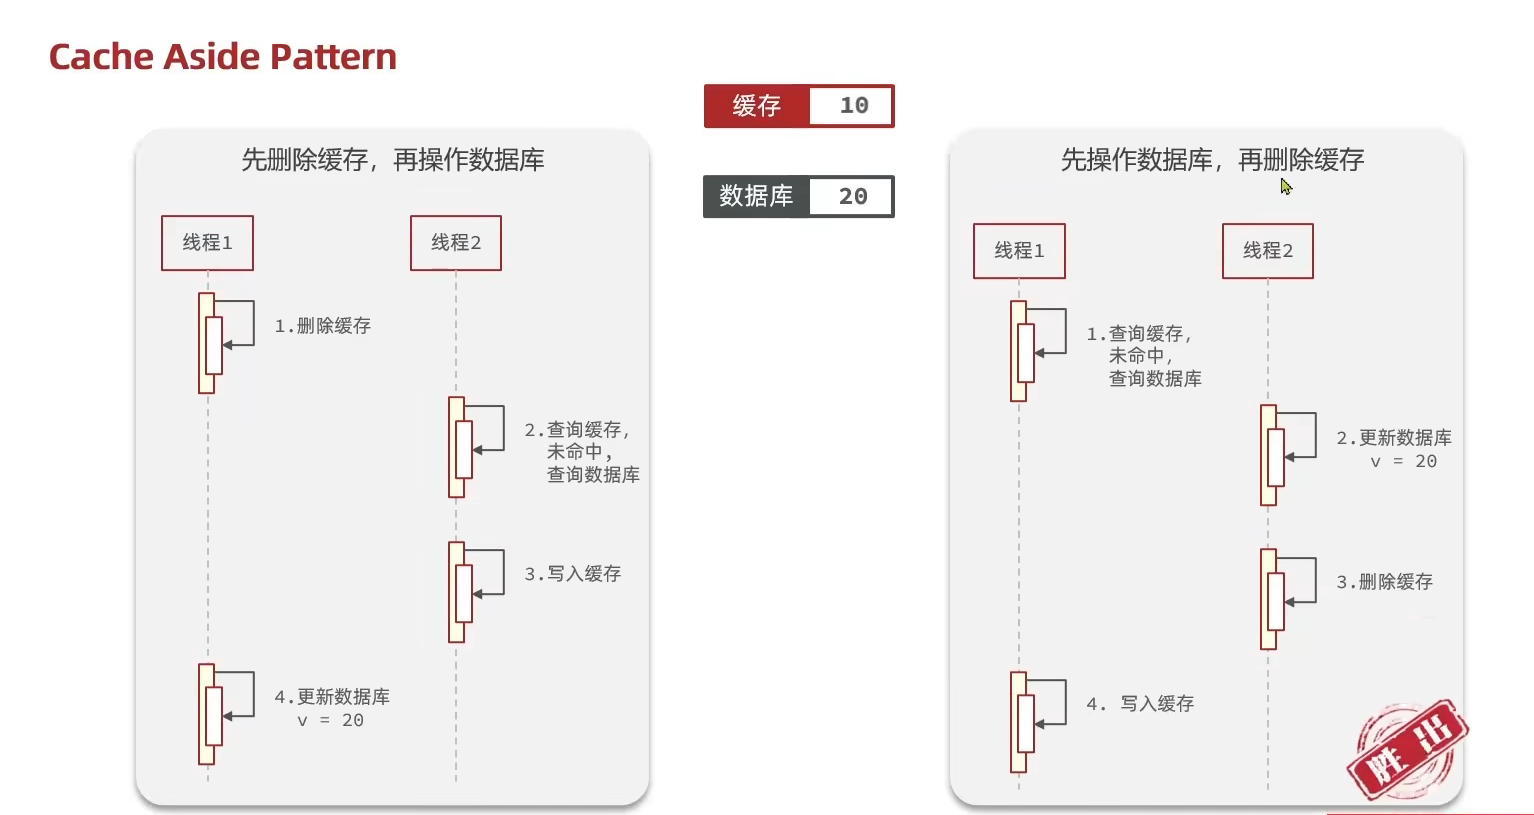 Cache Aside Pattern
缓存 10
数据库 20
先删除缓存，再操作数据库
线程1 线程2
1.删除缓存
2.查询缓存，
未命中，
查询数据库
3.写入缓存
4.更新数据库
v = 20
先操作数据库，再删除缓存
线程1 线程2
1.查询缓存，
未命中，
查询数据库
2.更新数据库
v = 20
3.删除缓存
4. 写入缓存
胜出